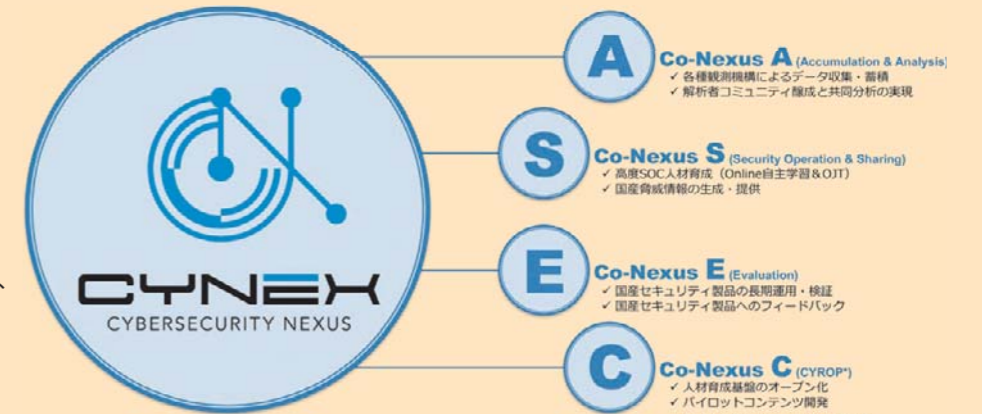 CYNEX
CYBERSECURITY NEXUS
A
Co-Nexus A (Accumulation & Analysis)
✓ 各種観測機構によるデータ収集・蓄積
✓ 解析者コミュニティ醸成と共同分析の実現
S
Co-Nexus S (Security Operation & Sharing)
✓ 高度SOC人材育成（Online自主学習＆OJT）
✓ 国産脅威情報の生成・提供
E
Co-Nexus E (Evaluation)
✓ 国産セキュリティ製品の長期運用・検証
✓ 国産セキュリティ製品へのフィードバック
C
Co-Nexus C (CYROP*)
✓ 人材育成基盤のオープン化
✓ パイロットコンテンツ開発